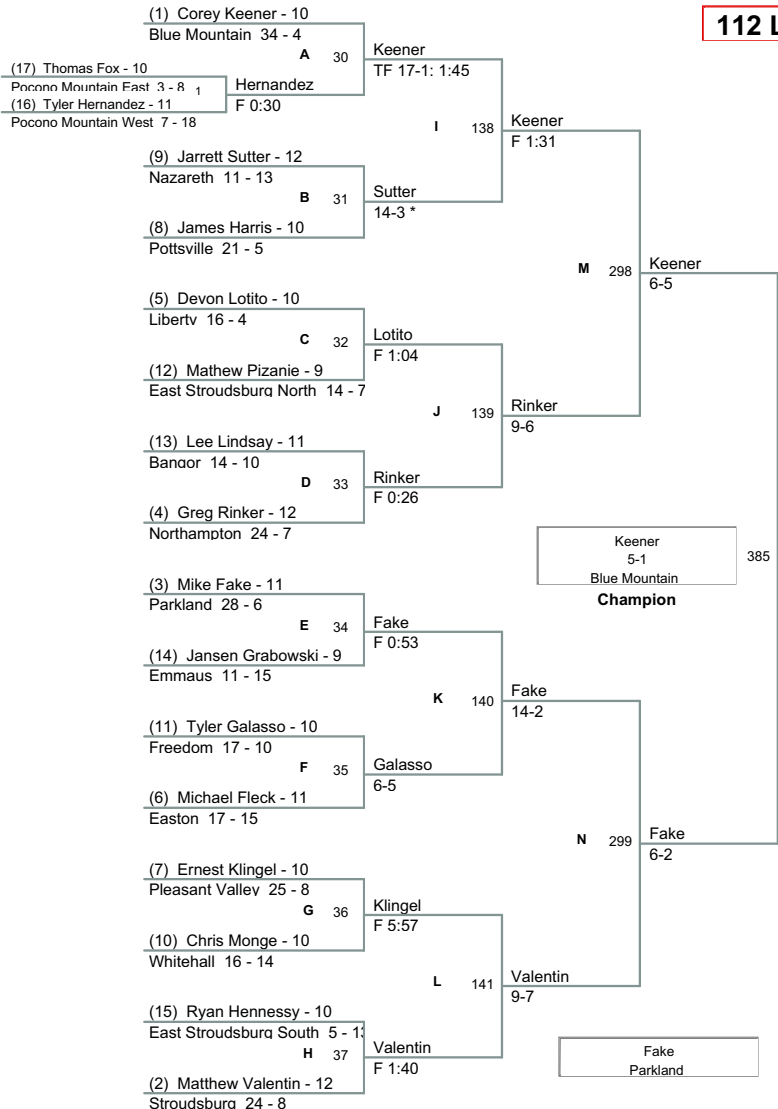 112 L
(1) Corey Keener - 10
Blue Mountain 34 - 4
A 30
Keener
TF 17-1: 1:45
(17) Thomas Fox - 10
Pocono Mountain East 3 - 8 1
Hernandez
F 0:30
(16) Tyler Hernandez - 11
Pocono Mountain West 7 - 18
I 138
Keener
F 1:31
(9) Jarrett Sutter - 12
Nazareth 11 - 13
B 31
Sutter
14-3 *
(8) James Harris - 10
Pottsville 21 - 5
M 298
Keener
6-5
(5) Devon Lotito - 10
Liberty 16 - 4
C 32
Lotito
F 1:04
(12) Mathew Pizanie - 9
East Stroudsburg North 14 - 7
J 139
Rinker
9-6
(13) Lee Lindsay - 11
Bangor 14 - 10
D 33
Rinker
F 0:26
(4) Greg Rinker - 12
Northampton 24 - 7
Keener
5-1
Blue Mountain
385
Champion
(3) Mike Fake - 11
Parkland 28 - 6
E 34
Fake
F 0:53
(14) Jansen Grabowski - 9
Emmaus 11 - 15
K 140
Fake
14-2
(11) Tyler Galasso - 10
Freedom 17 - 10
F 35
Galasso
6-5
(6) Michael Fleck - 11
Easton 17 - 15
N 299
Fake
6-2
(7) Ernest Klingel - 10
Pleasant Valley 25 - 8
G 36
Klingel
F 5:57
(10) Chris Monge - 10
Whitehall 16 - 14
L 141
Valentin
9-7
(15) Ryan Hennessy - 10
East Stroudsburg South 5 - 13
H 37
Valentin
F 1:40
(2) Matthew Valentin - 12
Stroudsburg 24 - 8
Fake
Parkland